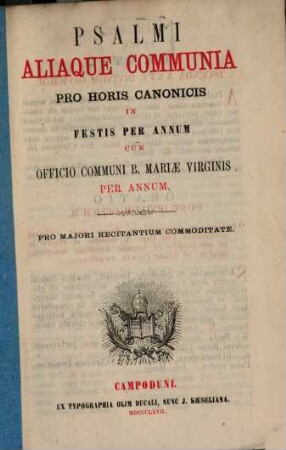 PSALMI
ALIAQUE COMMUNIA
PRO HORIS CANONICIS
IN
FESTIS PER ANNUM
CUM
OFFICIO COMMUNI B. MARIÆ VIRGINIS
PER ANNUM,
PRO MAJORI RECITANTIUM COMMODITATE.
CAMPODUNI.
EX TYPOGRAPHIA OLIM DUCALI, NUNC J. KŒSELIANA.